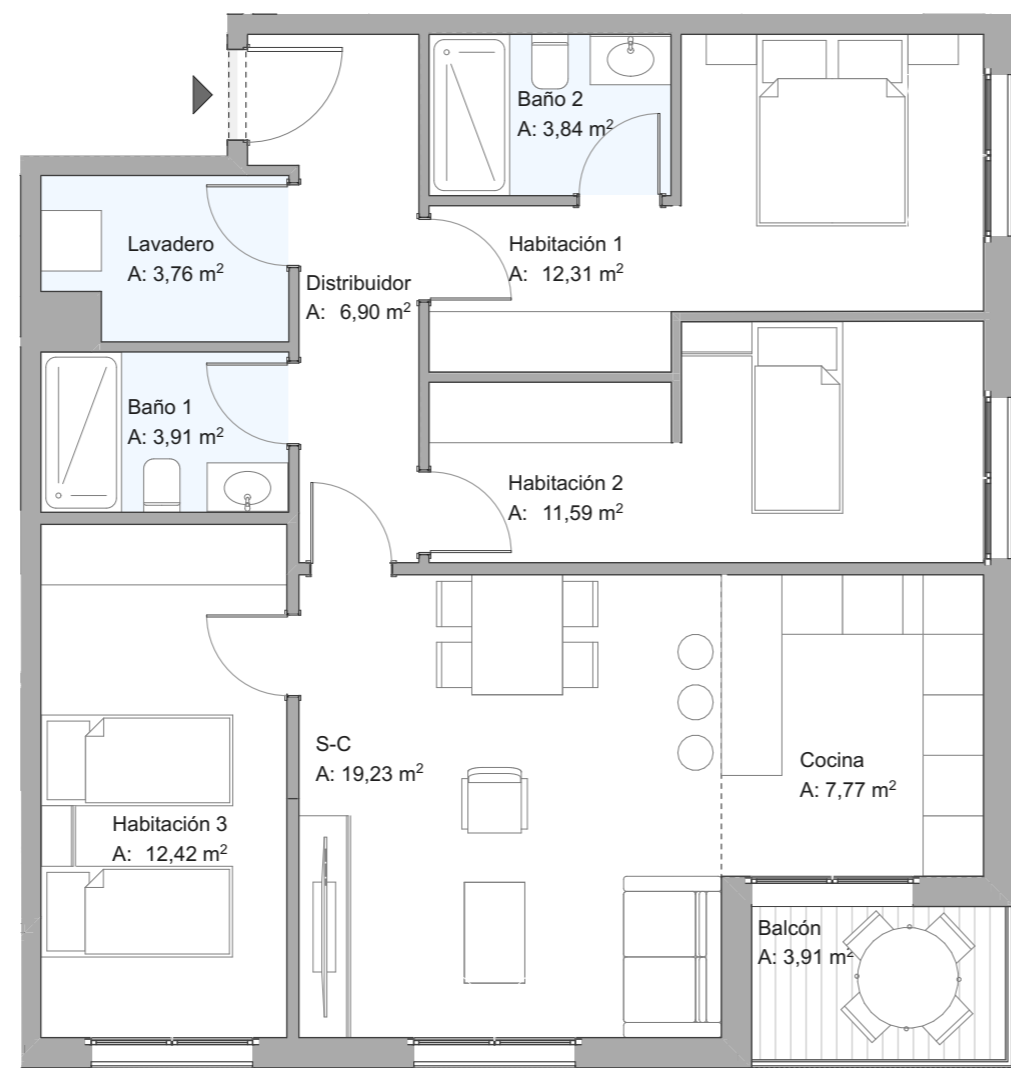 Baño 2
A: 3,84 m²
Lavadero
A: 3,76 m²
Habitación 1
A: 12,31 m²
Distribuidor
A: 6,90 m²
Baño 1
A: 3,91 m²
Habitación 2
A: 11,59 m²
S-C
A: 19,23 m²
Cocina
A: 7,77 m²
Habitación 3
A: 12,42 m²
Balcón
A: 3,91 m²